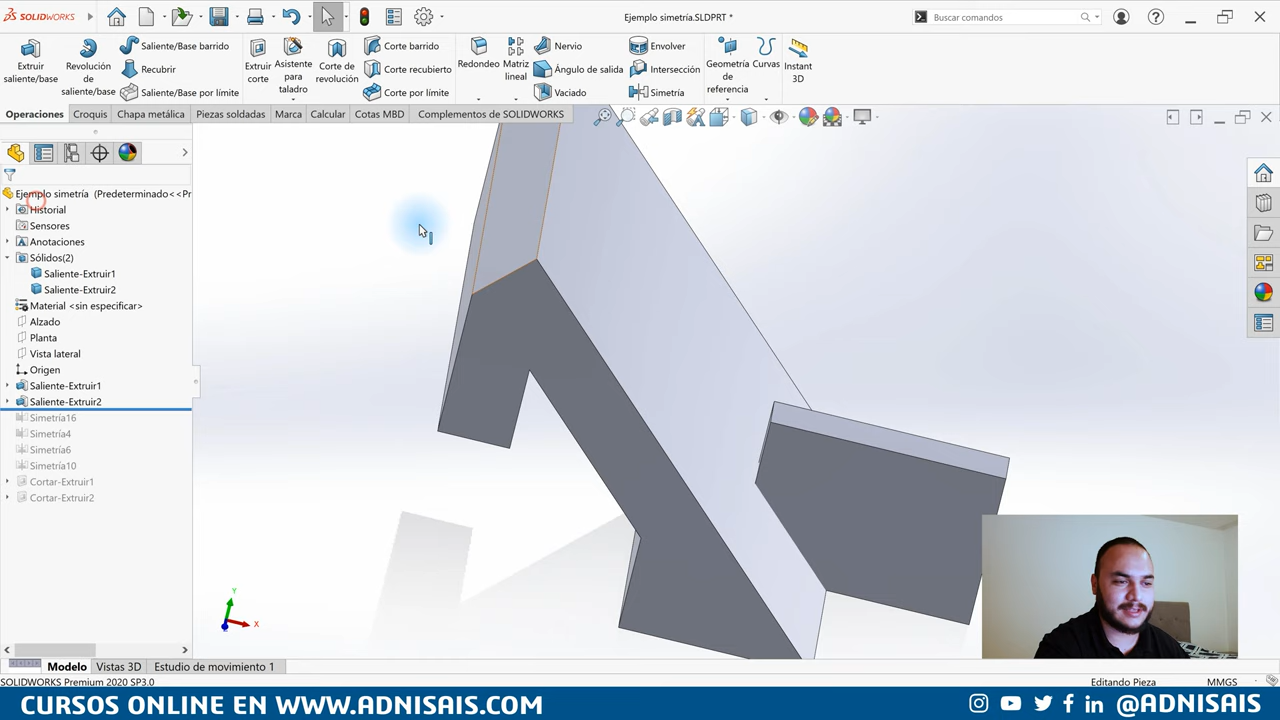 SOLIDWORKS
Ejemplo simetría.SLDPRT *
Buscar comandos
Extruir saliente/base
Revolución de saliente/base
Saliente/Base barrido
Recubrir
Saliente/Base por límite
Extruir corte
Asistente para taladro
Corte de revolución
Corte barrido
Corte recubierto
Corte por límite
Redondeo
Matriz lineal
Nervio
Ángulo de salida
Vaciado
Envolver
Intersección
Simetría
Geometría de referencia
Curvas
Instant 3D
Operaciones
Croquis
Chapa metálica
Piezas soldadas
Marca
Calcular
Cotas MBD
Complementos de SOLIDWORKS
Ejemplo simetría (Predeterminado<<Pr
Historial
Sensores
Anotaciones
Sólidos(2)
Saliente-Extruir1
Saliente-Extruir2
Material <sin especificar>
Alzado
Planta
Vista lateral
Origen
Saliente-Extruir1
Saliente-Extruir2
Simetría16
Simetría4
Simetría6
Simetría10
Cortar-Extruir1
Cortar-Extruir2
Y
X
Modelo
Vistas 3D
Estudio de movimiento 1
SOLIDWORKS Premium 2020 SP3.0
Editando Pieza
MMGS
CURSOS ONLINE EN WWW.ADNISAIS.COM
@ADNISAIS